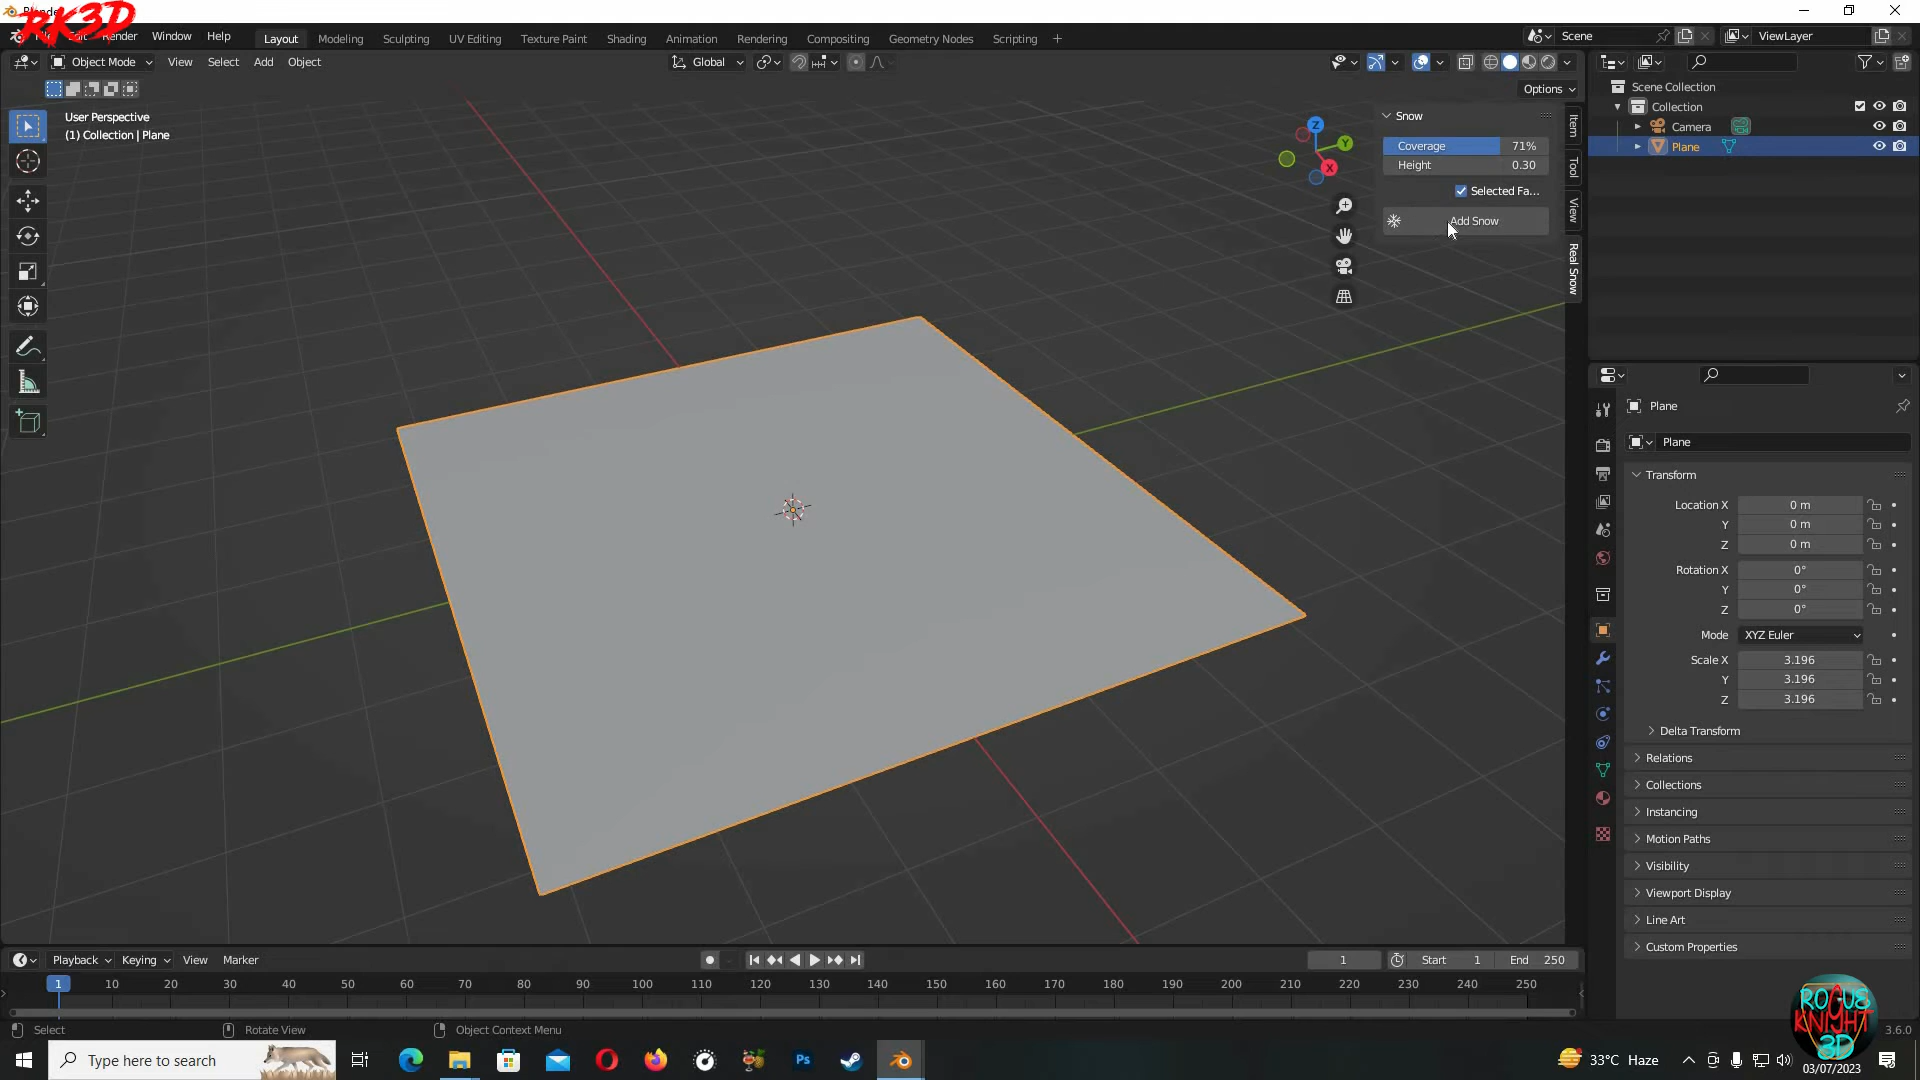 RK3D
Blender
Render Window Help Layout Modeling Sculpting UV Editing Texture Paint Shading Animation Rendering Compositing Geometry Nodes Scripting + Scene ViewLayer
Object Mode View Select Add Object Global
Options
User Perspective
(1) Collection | Plane
Z
Y
X
Snow
Coverage 71%
Height 0.30
Selected Fa...
Add Snow
Item
Tool
View
Real Snow
Scene Collection
Collection
Camera
Plane
Plane
Plane
Transform
Location X 0 m
Y 0 m
Z 0 m
Rotation X 0°
Y 0°
Z 0°
Mode XYZ Euler
Scale X 3.196
Y 3.196
Z 3.196
Delta Transform
Relations
Collections
Instancing
Motion Paths
Visibility
Viewport Display
Line Art
Custom Properties
Playback Keying View Marker 1 Start 1 End 250
1 10 20 30 40 50 60 70 80 90 100 110 120 130 140 150 160 170 180 190 200 210 220 230 240 250
Select Rotate View Object Context Menu 3.6.0
ROGUE
KNIGHT
3D
Type here to search Ps 33°C Haze
03/07/2023